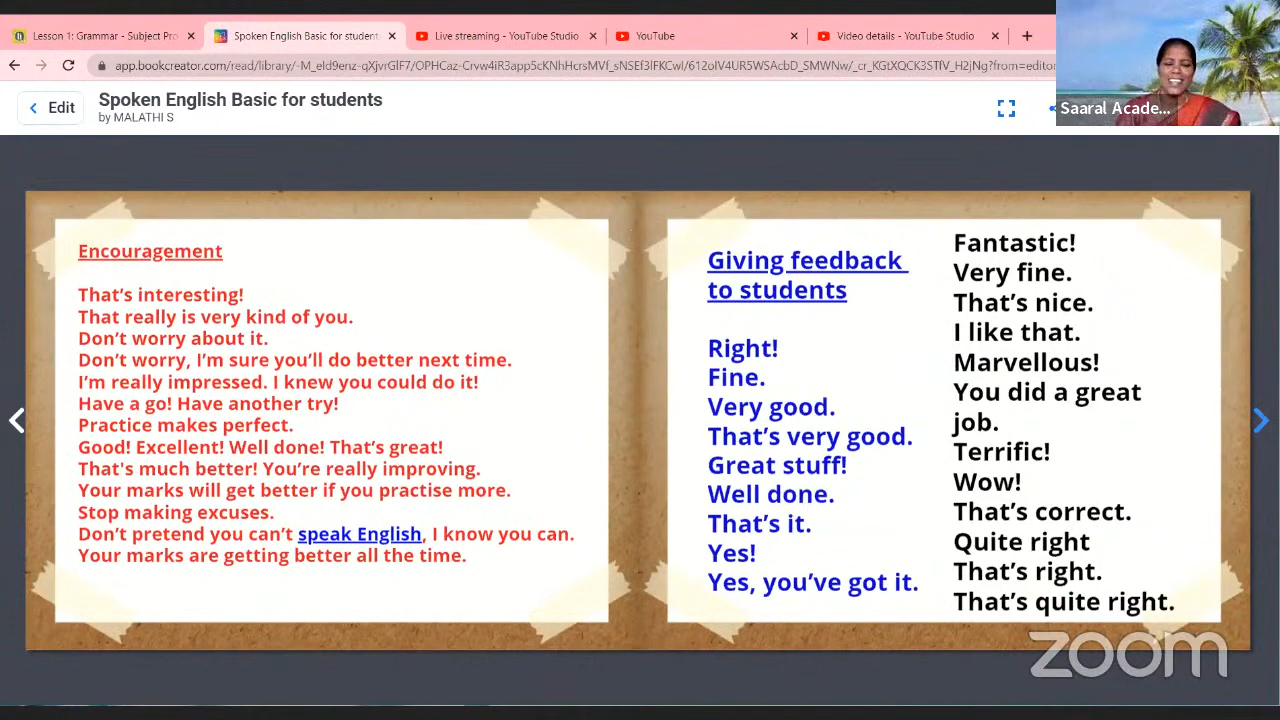 Lesson 1: Grammar - Subject Pro
Spoken English Basic for students
Live streaming - YouTube Studio
YouTube
Video details - YouTube Studio
Edit
Spoken English Basic for students
by MALATHI S
Saaral Acade...
Encouragement
That's interesting!
That really is very kind of you.
Don't worry about it.
Don't worry, I'm sure you'll do better next time.
I'm really impressed. I knew you could do it!
Have a go! Have another try!
Practice makes perfect.
Good! Excellent! Well done! That's great!
That's much better! You're really improving.
Your marks will get better if you practise more.
Stop making excuses.
Don't pretend you can't speak English, I know you can.
Your marks are getting better all the time.
Giving feedback
to students
Right!
Fine.
Very good.
That's very good.
Great stuff!
Well done.
That's it.
Yes!
Yes, you've got it.
Fantastic!
Very fine.
That's nice.
I like that.
Marvellous!
You did a great
job.
Terrific!
Wow!
That's correct.
Quite right
That's right.
That's quite right.
zoom